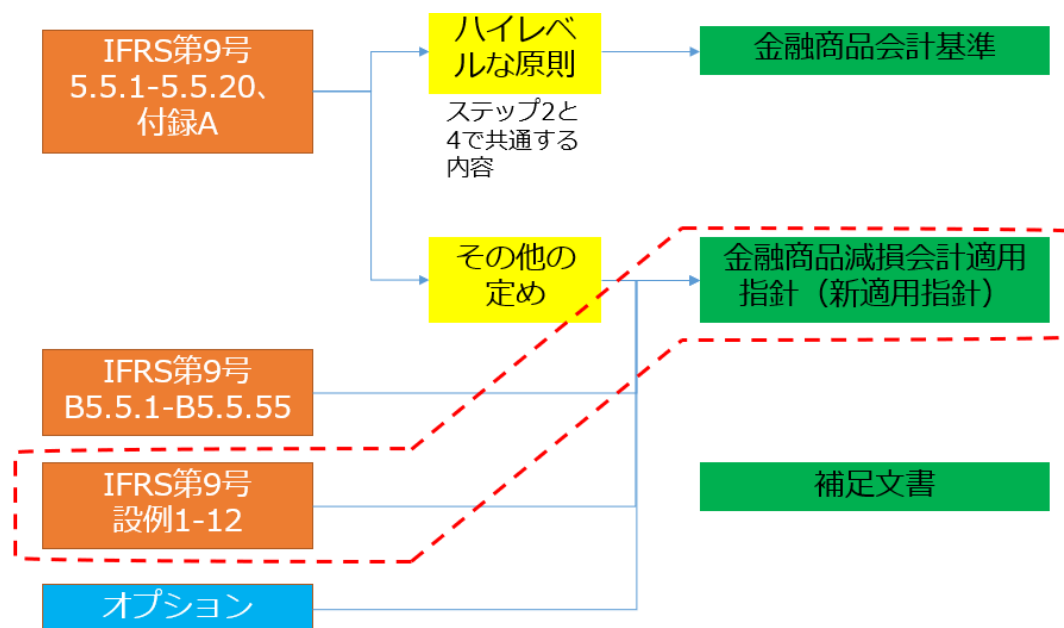 IFRS第9号
5.5.1-5.5.20、
付録A
ハイレベ
ルな原則
ステップ2と
4で共通する
内容
金融商品会計基準
その他の
定め
金融商品減損会計適用
指針（新適用指針）
IFRS第9号
B5.5.1-B5.5.55
IFRS第9号
設例1-12
補足文書
オプション